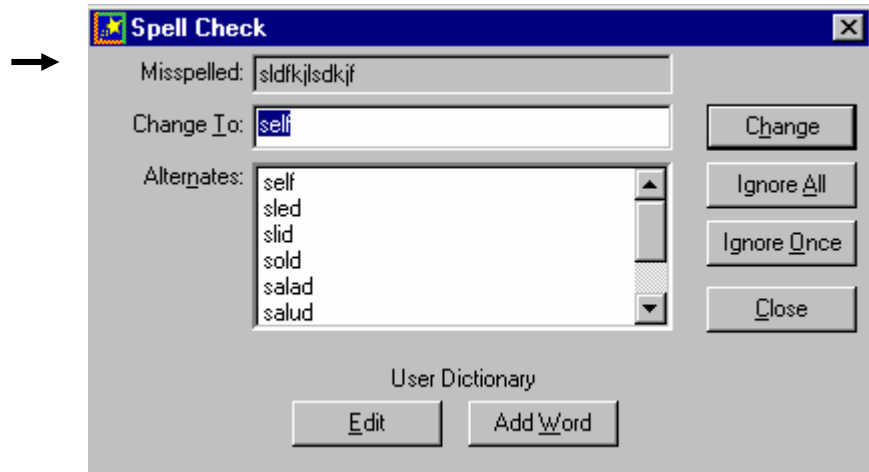 Spell Check
Misspelled: sldfkjlsdkjf
Change To: self
Change
Alternates:
self
sled
slid
sold
salad
salud
Ignore All
Ignore Once
Close
User Dictionary
Edit Add Word